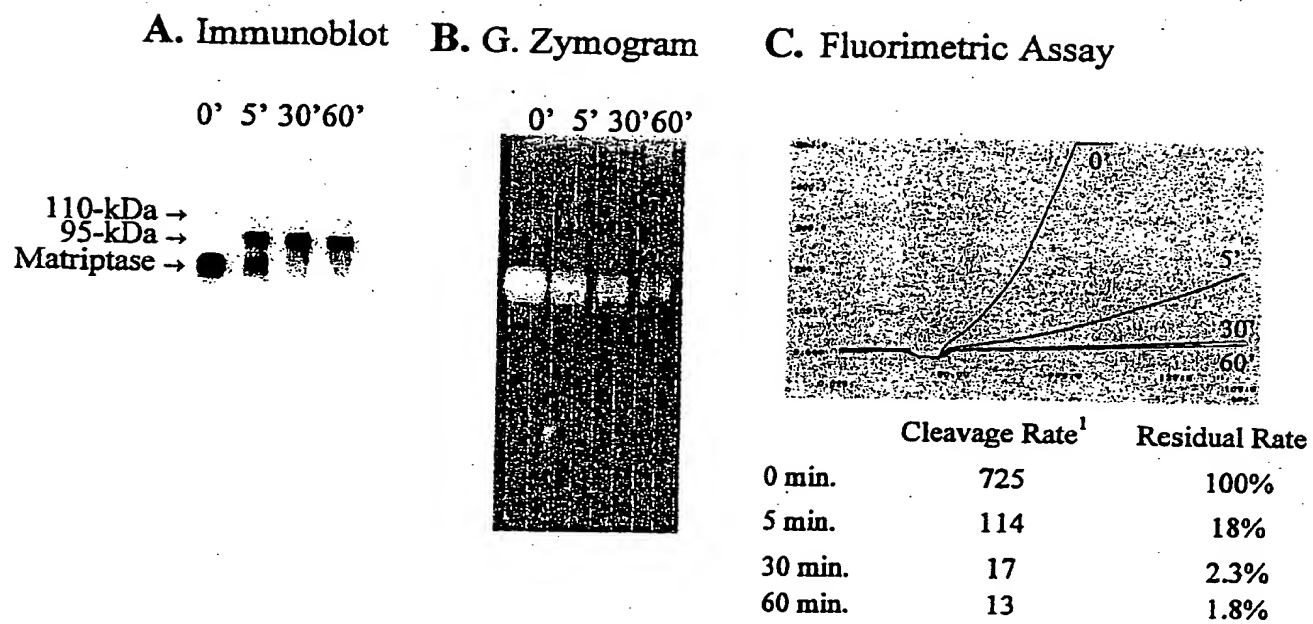 A. Immunoblot
0' 5' 30' 60'
110-kDa →
95-kDa →
Matriptase →
B. G. Zymogram
0' 5' 30' 60'
C. Fluorimetric Assay
0'
5'
30'
60'
Cleavage Rate¹ Residual Rate
0 min. 725 100%
5 min. 114 18%
30 min. 17 2.3%
60 min. 13 1.8%